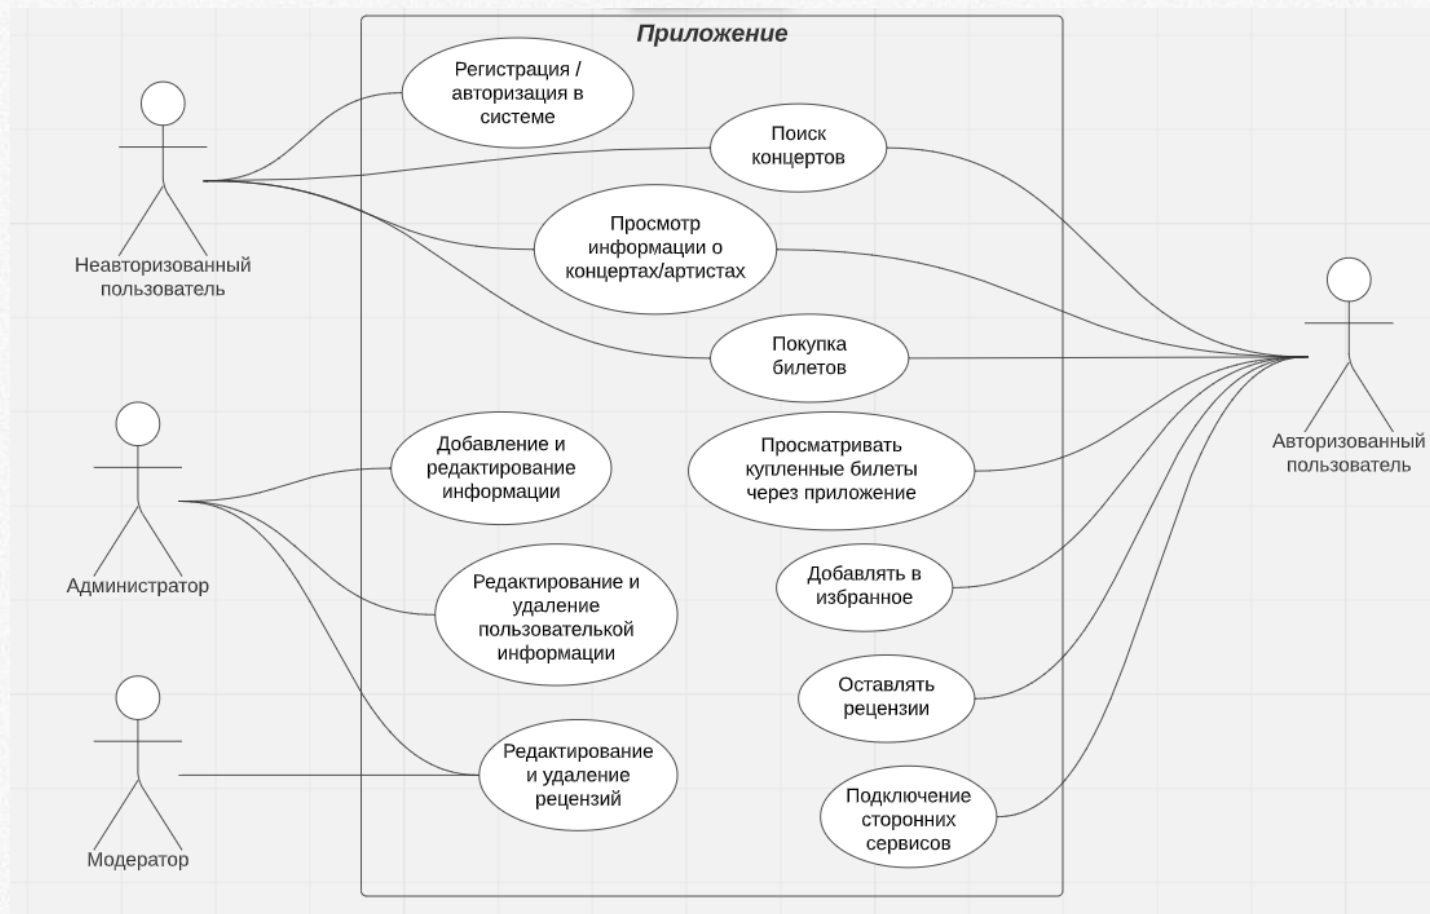 Приложение
Регистрация /
авторизация в
системе
Поиск
концертов
Просмотр
информации о
концертах/артистах
Неавторизованный
пользователь
Покупка
билетов
Авторизованный
пользователь
Добавление и
редактирование
информации
Просматривать
купленные билеты
через приложение
Администратор
Редактирование и
удаление
пользователькой
информации
Добавлять в
избранное
Оставлять
рецензии
Редактирование
и удаление
рецензий
Подключение
сторонних
сервисов
Модератор